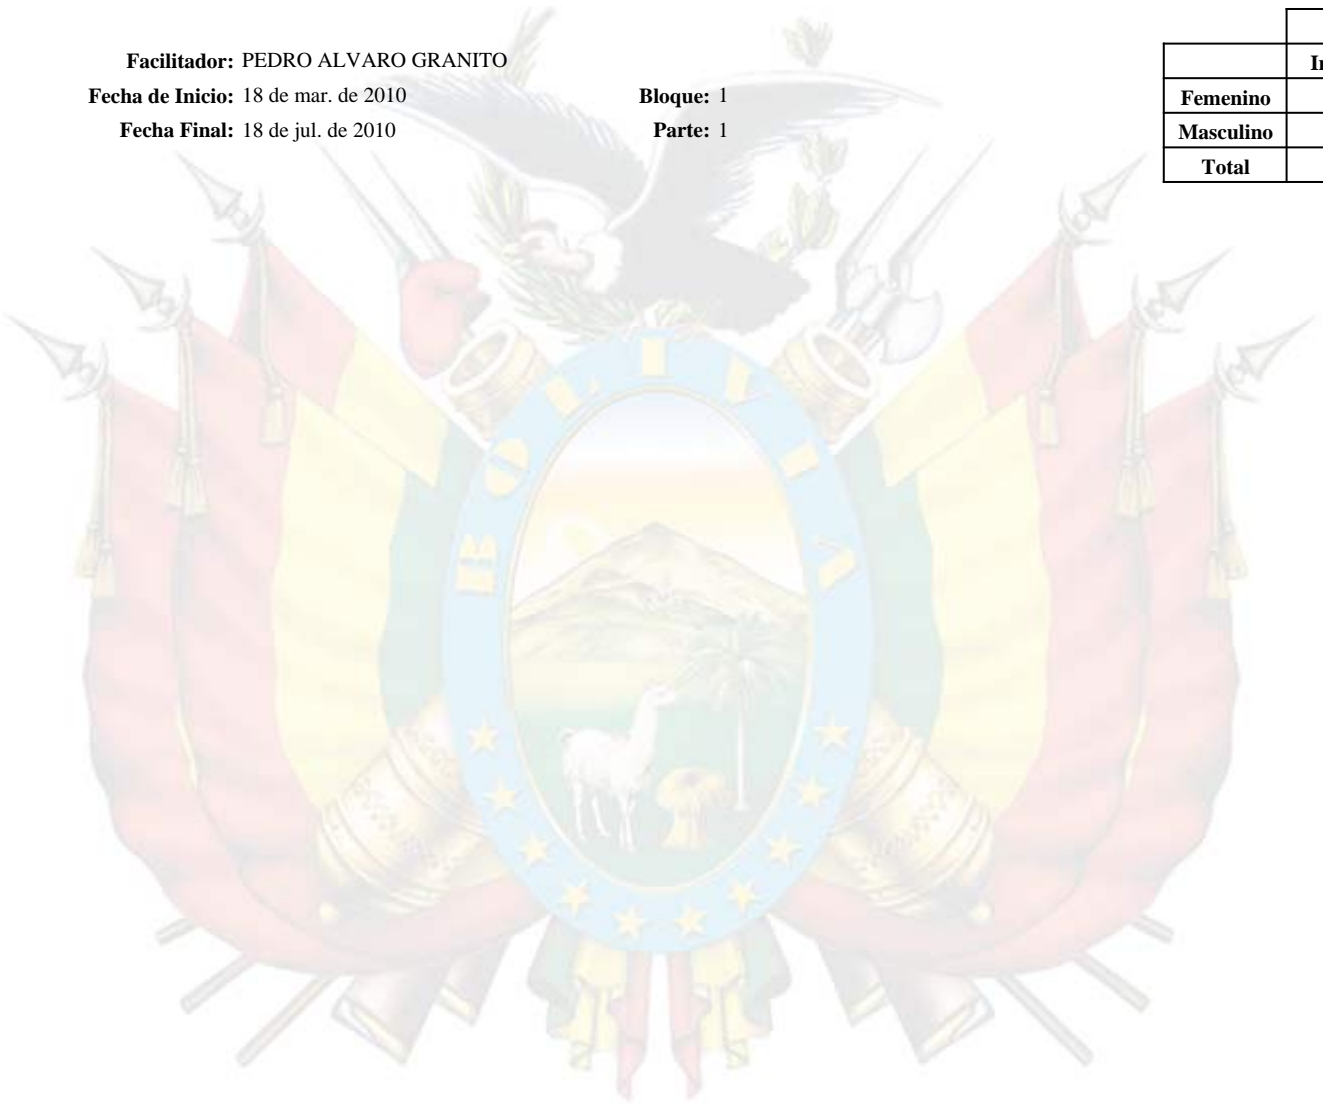 Facilitador: PEDRO ALVARO GRANITO
Fecha de Inicio: 18 de mar. de 2010 Bloque: 1
Fecha Final: 18 de jul. de 2010 Parte: 1
Femenino
Masculino
Total
BOLIVIA